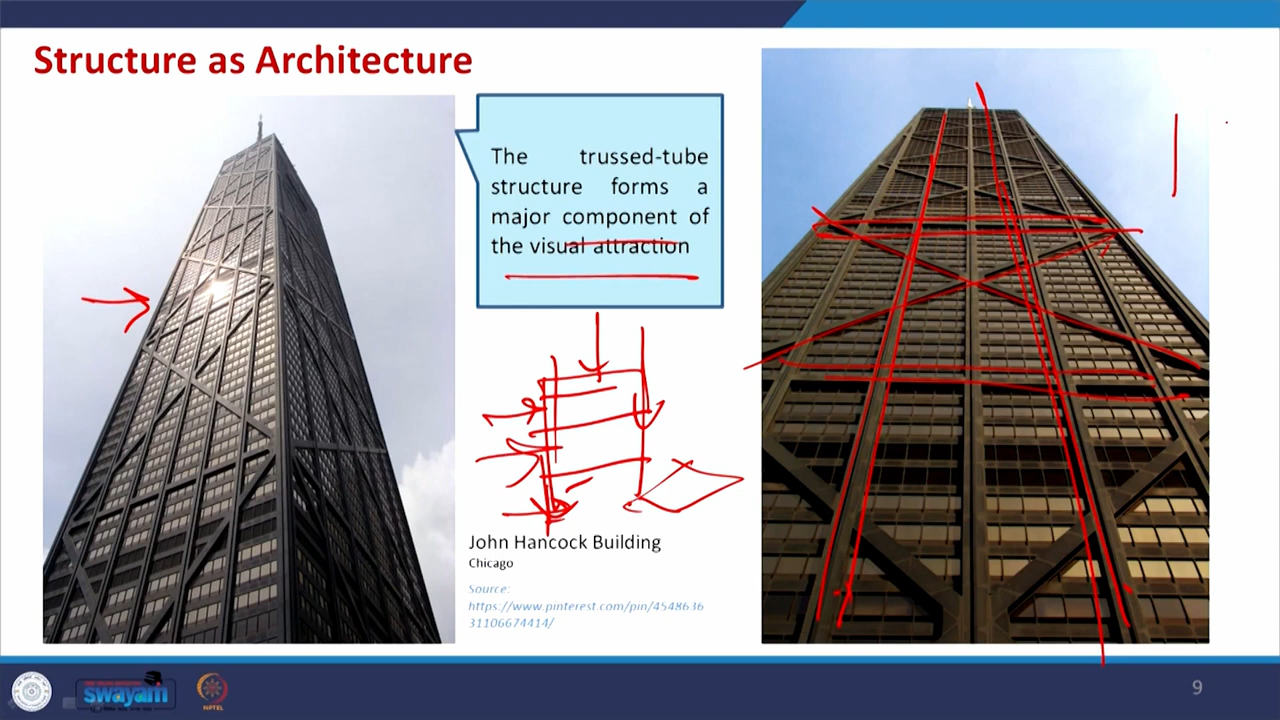 Structure as Architecture
The trussed-tube
structure forms a
major component of
the visual attraction
John Hancock Building
Chicago
Source:
https://www.pinterest.com/pin/4548636
31106674414/
swayam
NPTEL
9